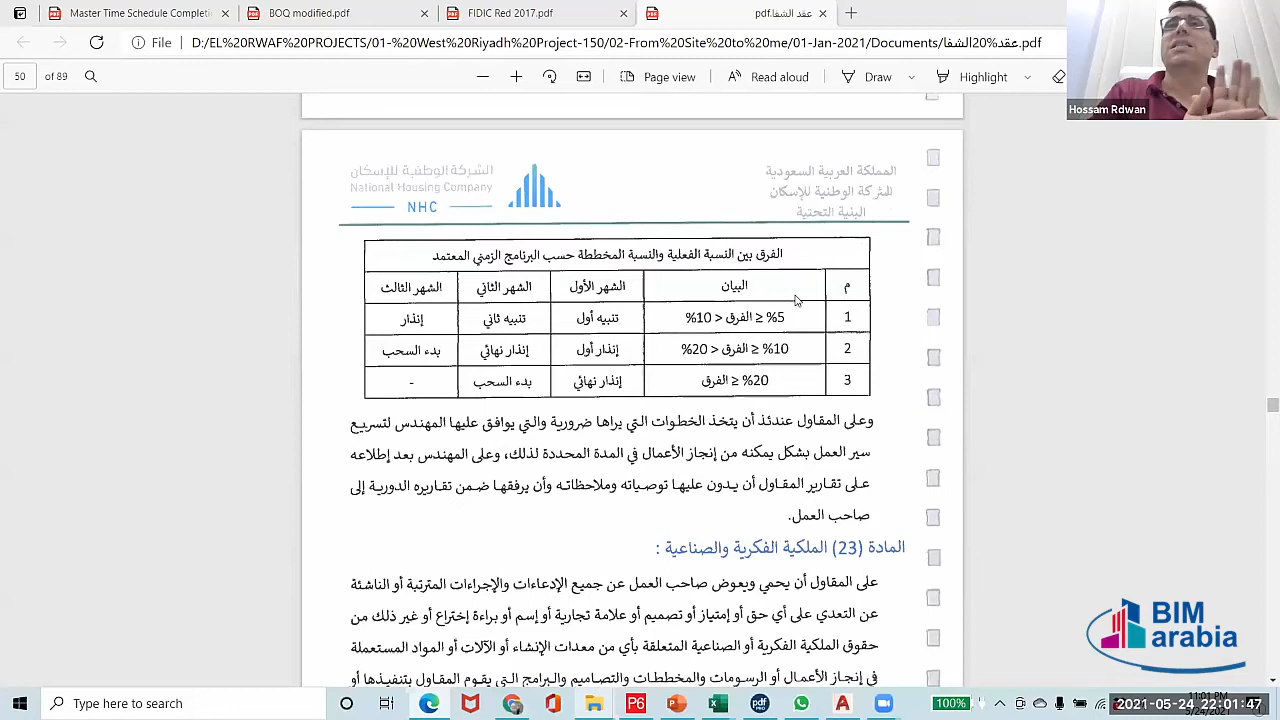 Master Time Schedule Completi
BOQ modified.pdf
FIDIC Red 2017.pdf
عقد الشفا.pdf
File
D:/EL%20RWAF%20PROJECTS/01-%20West%20Riyadh%20Project-150/02-From%20Site%20to%20me/01-Jan-2021/Documents/عقد%20الشفا.pdf
50 of 89
Page view
Read aloud
Draw
Highlight
Hossam Rdwan
المملكة العربية السعودية
الشركة الوطنية للإسكان
البنية التحتية
الشركة الوطنية للإسكان
National Housing Company
NHC
الفرق بين النسبة الفعلية والنسبة المخططة حسب البرنامج الزمني المعتمد
م البيان الشهر الأول الشهر الثاني الشهر الثالث
1 5% ≤ الفرق < 10% تنبيه أول تنبيه ثاني إنذار
2 10% ≤ الفرق < 20% إنذار أول إنذار نهائي بدء السحب
3 20% ≤ الفرق إنذار نهائي بدء السحب -
وعلى المقاول عندئذ أن يتخذ الخطوات التي يراها ضرورية والتي يوافق عليها المهندس لتسريع
سير العمل بشكل يمكنه من إنجاز الأعمال في المدة المحددة لذلك، وعلى المهندس بعد إطلاعه
على تقارير المقاول أن يدون عليها توصياته وملاحظاته وأن يرفقها ضمن تقاريره الدورية إلى
صاحب العمل.
المادة (23) الملكية الفكرية والصناعية :
على المقاول أن يحمي ويعوض صاحب العمل عن جميع الإدعاءات والإجراءات المترتبة أو الناشئة
عن التعدي على أي حق أو إمتياز أو تصميم أو علامة تجارية أو إسم أو براءة إختراع أو غير ذلك من
حقوق الملكية الفكرية أو الصناعية المتعلقة بأي من معدات الإنشاء أو الآلات أو المواد المستعملة
في إنجاز الأعمال أو الرسومات والمخططات والتصاميم والبرامج التي يقوم المقاول بتنفيذها أو
BIM
arabia
Type here to search
100%
2021-05-24 22:01:47